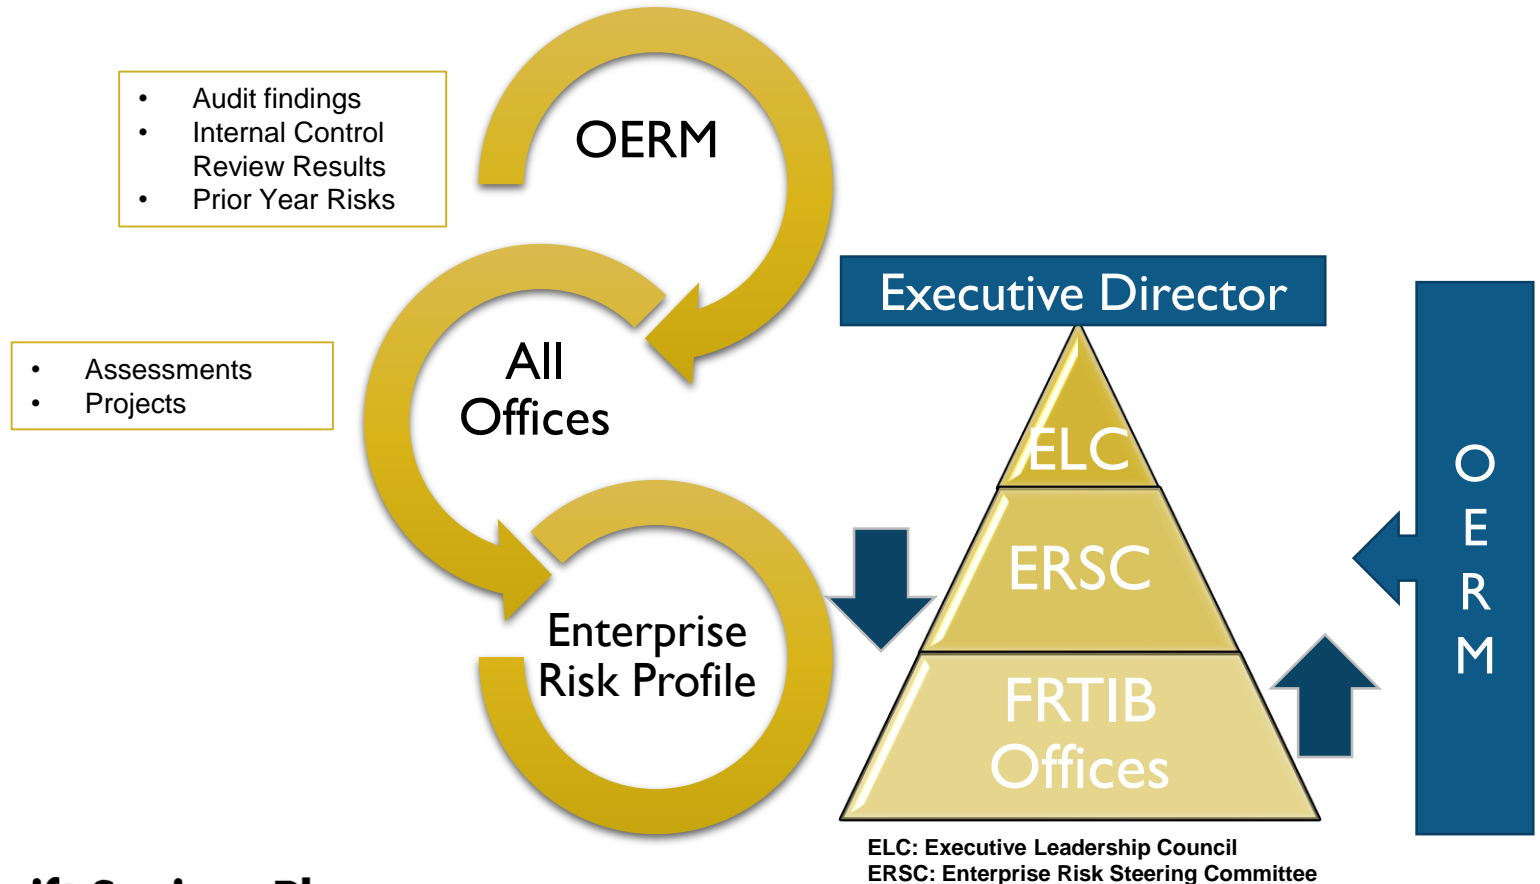 • Audit findings
• Internal Control
Review Results
• Prior Year Risks
OERM
• Assessments
• Projects
All
Offices
Enterprise
Risk Profile
Executive Director
ELC
ERSC
FRTIB
Offices
O
E
R
M
ELC: Executive Leadership Council
ERSC: Enterprise Risk Steering Committee